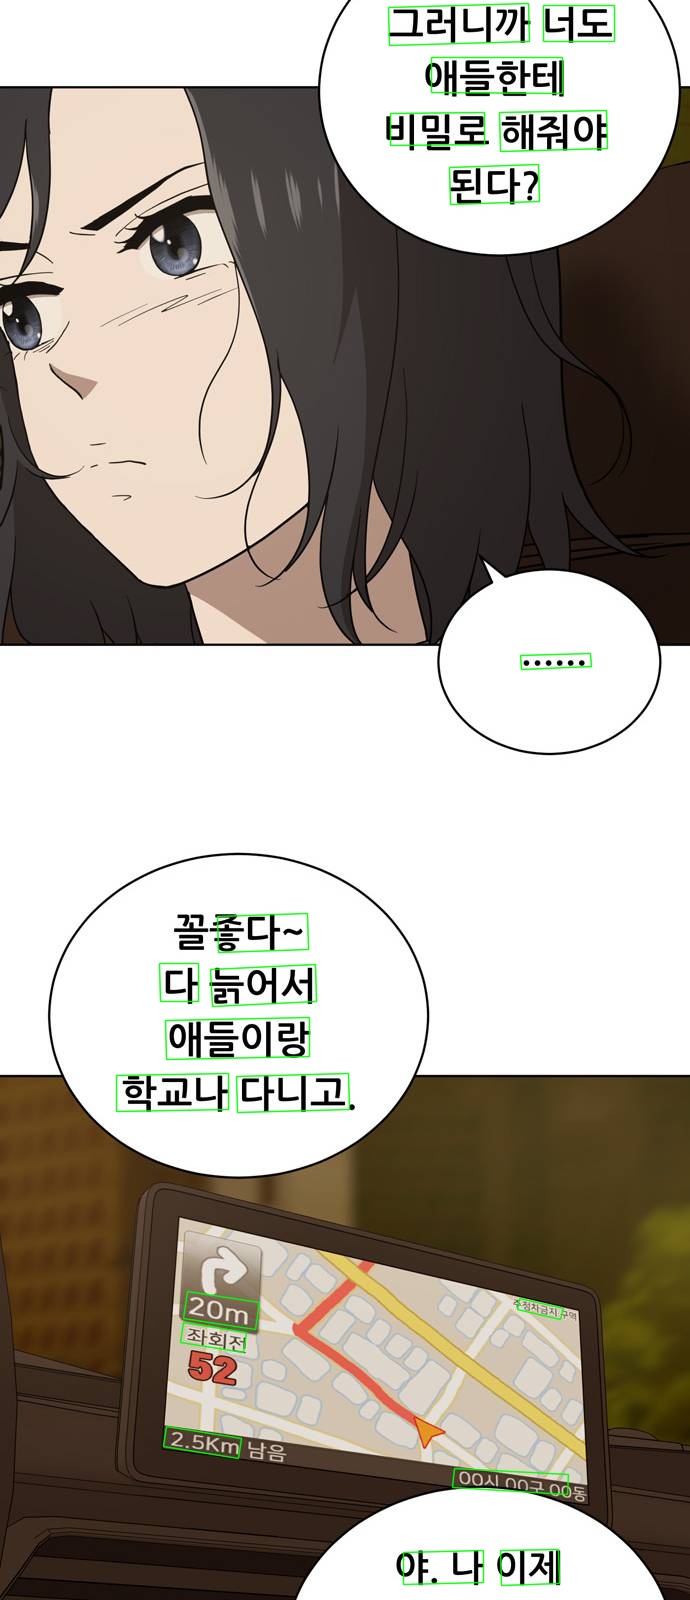 그러니까 너도
애들한테
비밀로 해줘야
된다?
······
꼴좋다~
다 늙어서
애들이랑
학교나 다니고.
20m
좌회전
52
주정차금지구역
2.5Km 남음
00시 00구 00동
야. 나 이제